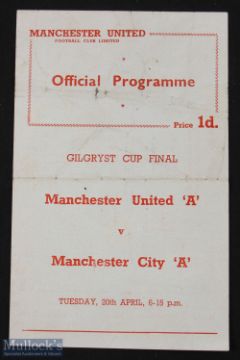 MANCHESTER UNITED
FOOTBALL CLUB LIMITED
Official Programme
Price 1d.
GILGRYST CUP FINAL
Manchester United ‘A’
v
Manchester City ‘A’
TUESDAY, 20th APRIL, 6-15 p.m.
Mullock's